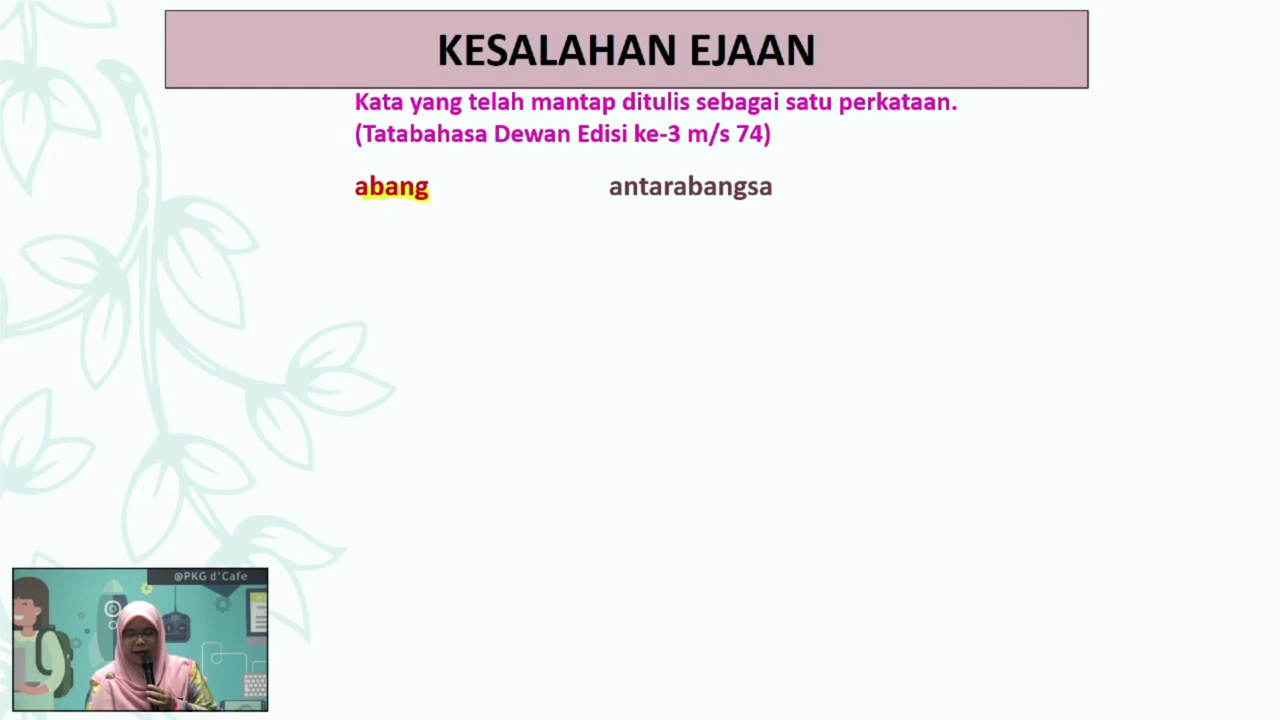 KESALAHAN EJAAN
Kata yang telah mantap ditulis sebagai satu perkataan.
(Tatabahasa Dewan Edisi ke-3 m/s 74)
abang antarabangsa
@PKG d'Cafe